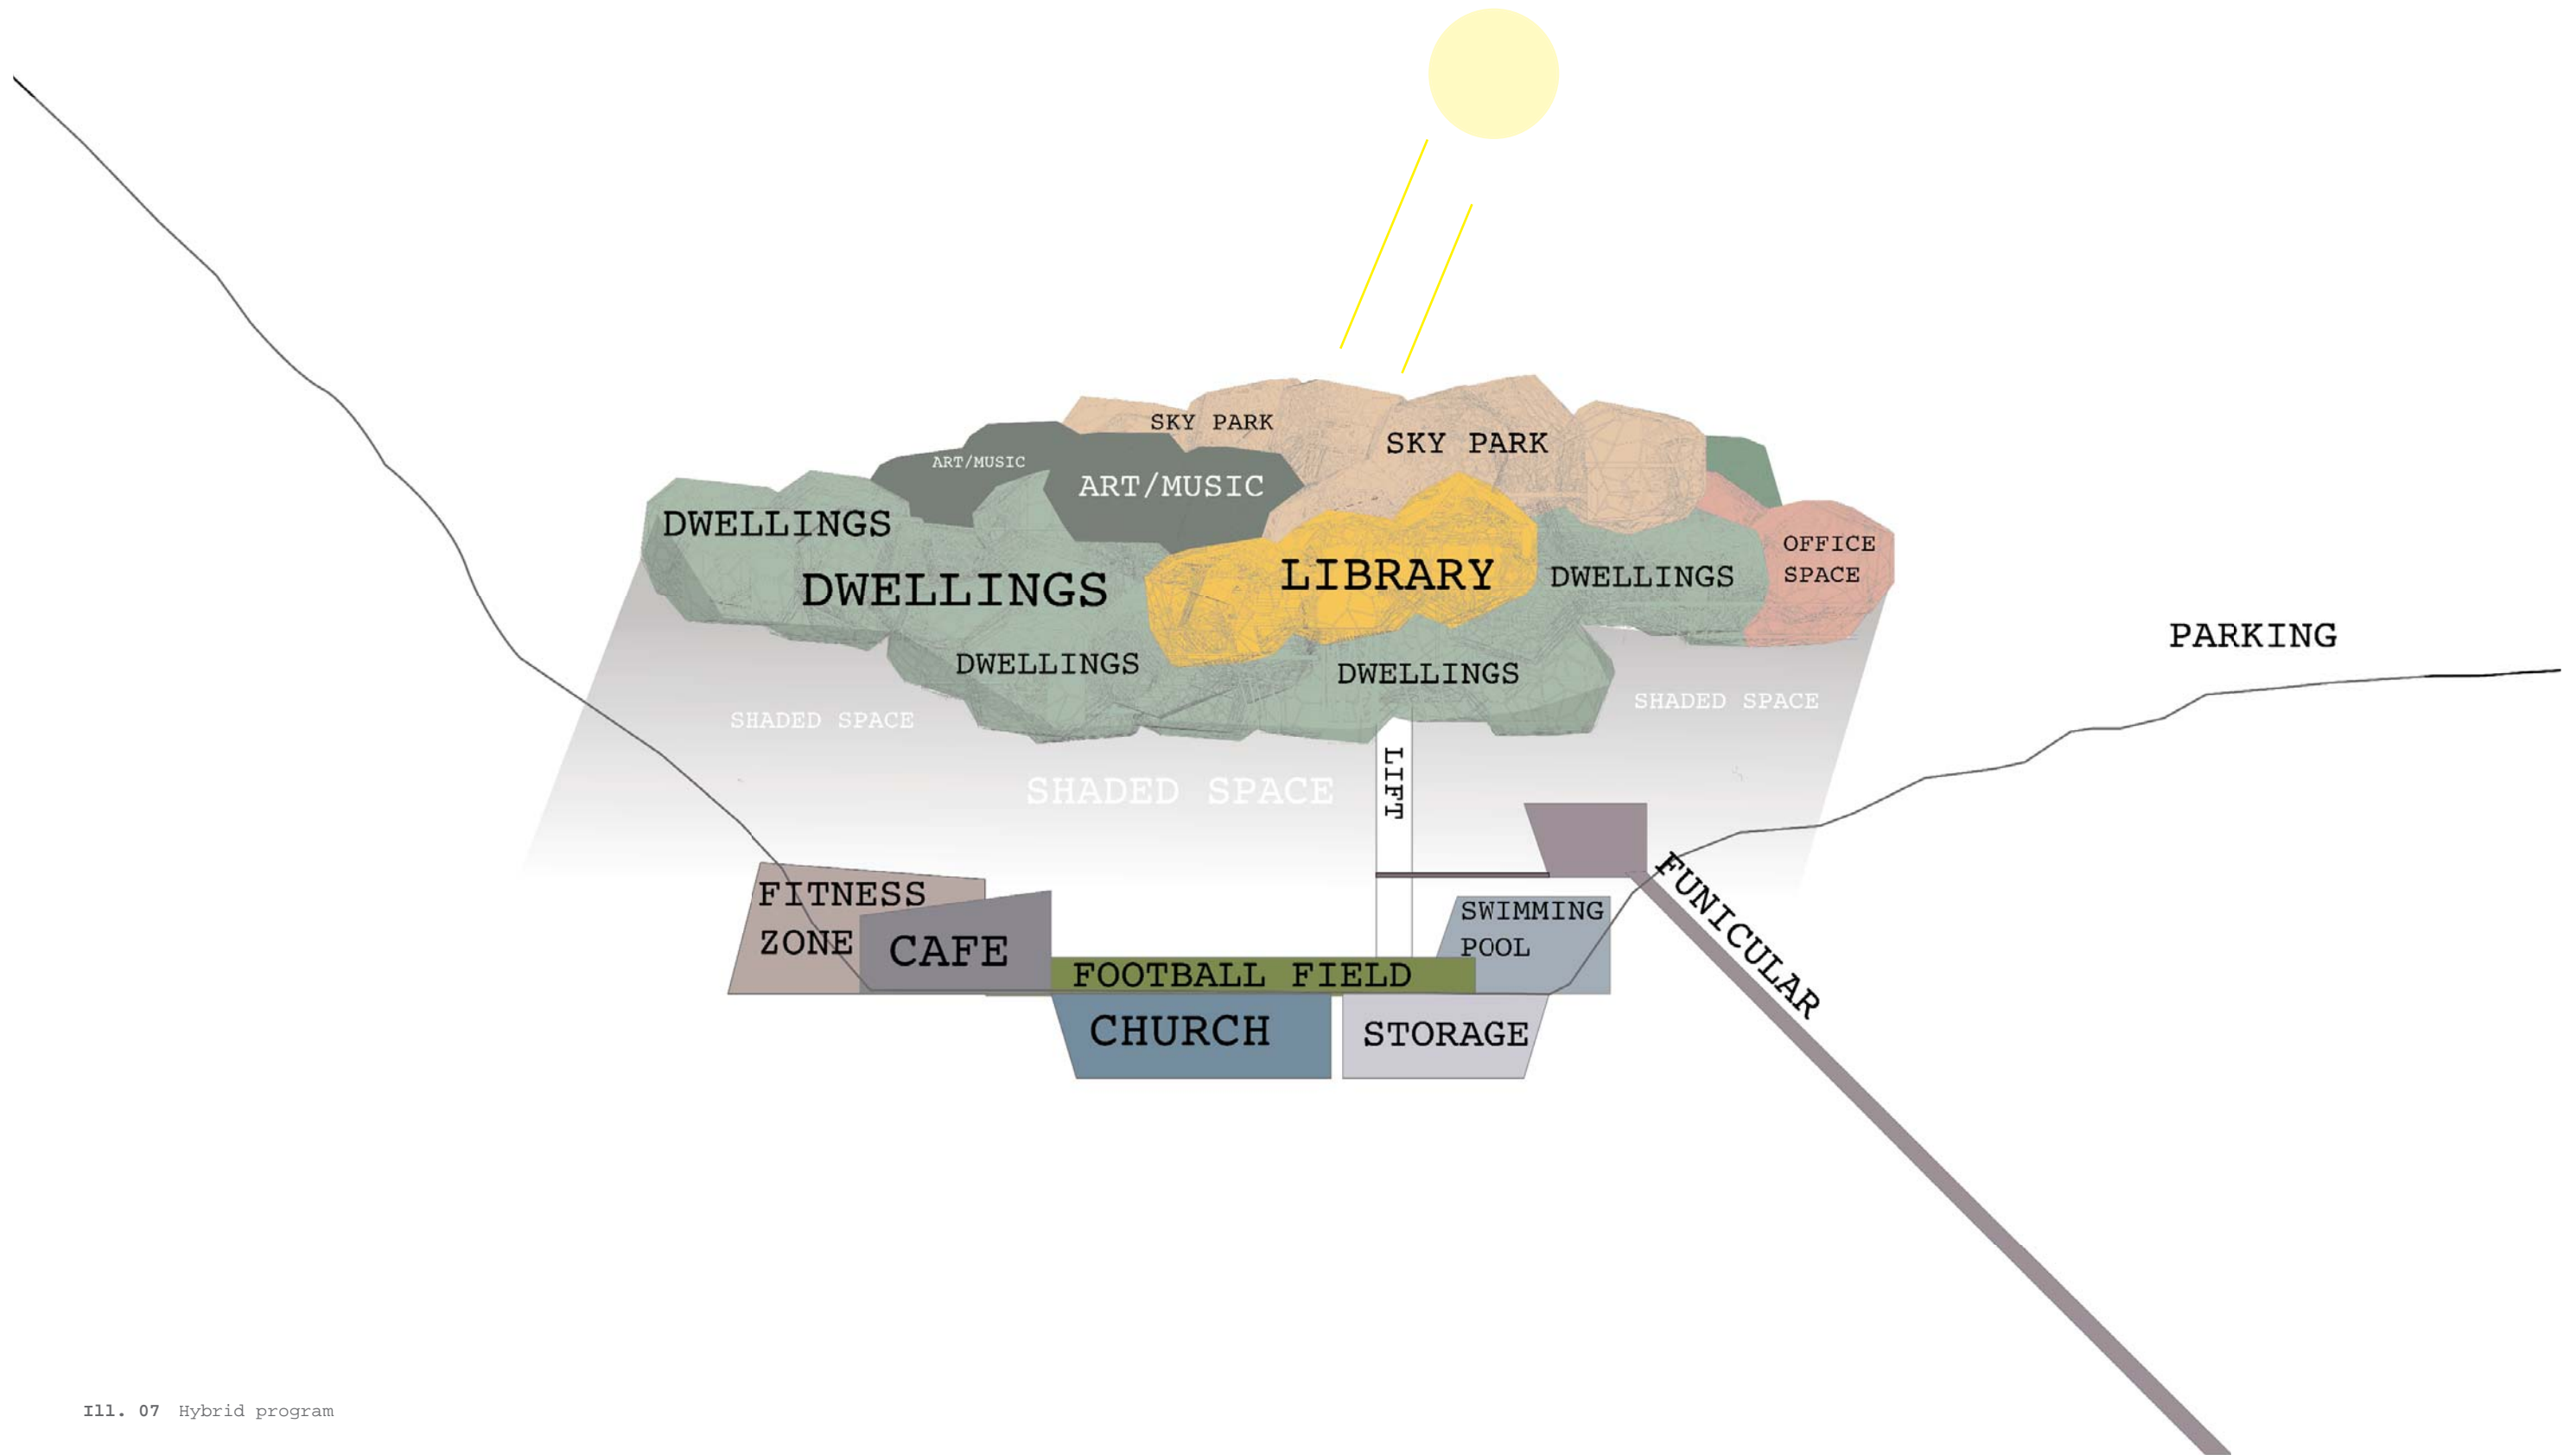 SKY PARK
SKY PARK
ART/MUSIC
ART/MUSIC
DWELLINGS
DWELLINGS
LIBRARY
DWELLINGS
OFFICE
SPACE
DWELLINGS
DWELLINGS
PARKING
SHADED SPACE
SHADED SPACE
SHADED SPACE
LIFT
FITNESS
ZONE
CAFE
SWIMMING
POOL
FUNICULAR
FOOTBALL FIELD
CHURCH
STORAGE
Ill. 07 Hybrid program